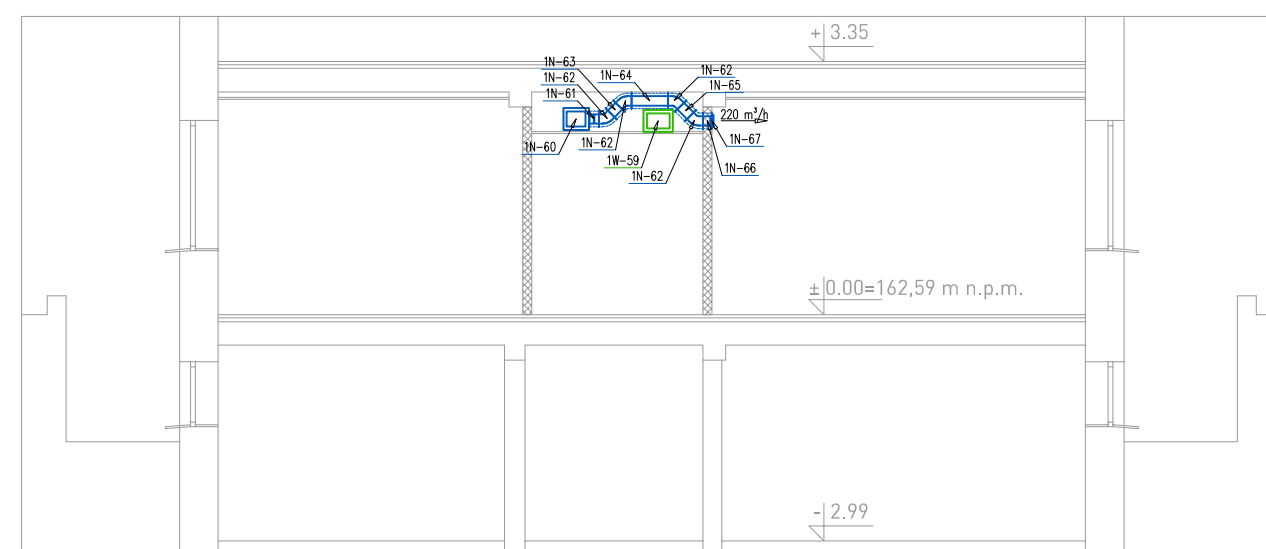 + 3.35
1N-63
1N-62
1N-64
1N-62
1N-61
1N-65
220 m³/h
1N-60
1N-62
1N-67
1W-59
1N-62
1N-66
± 0.00=162,59 m n.p.m.
- 2.99